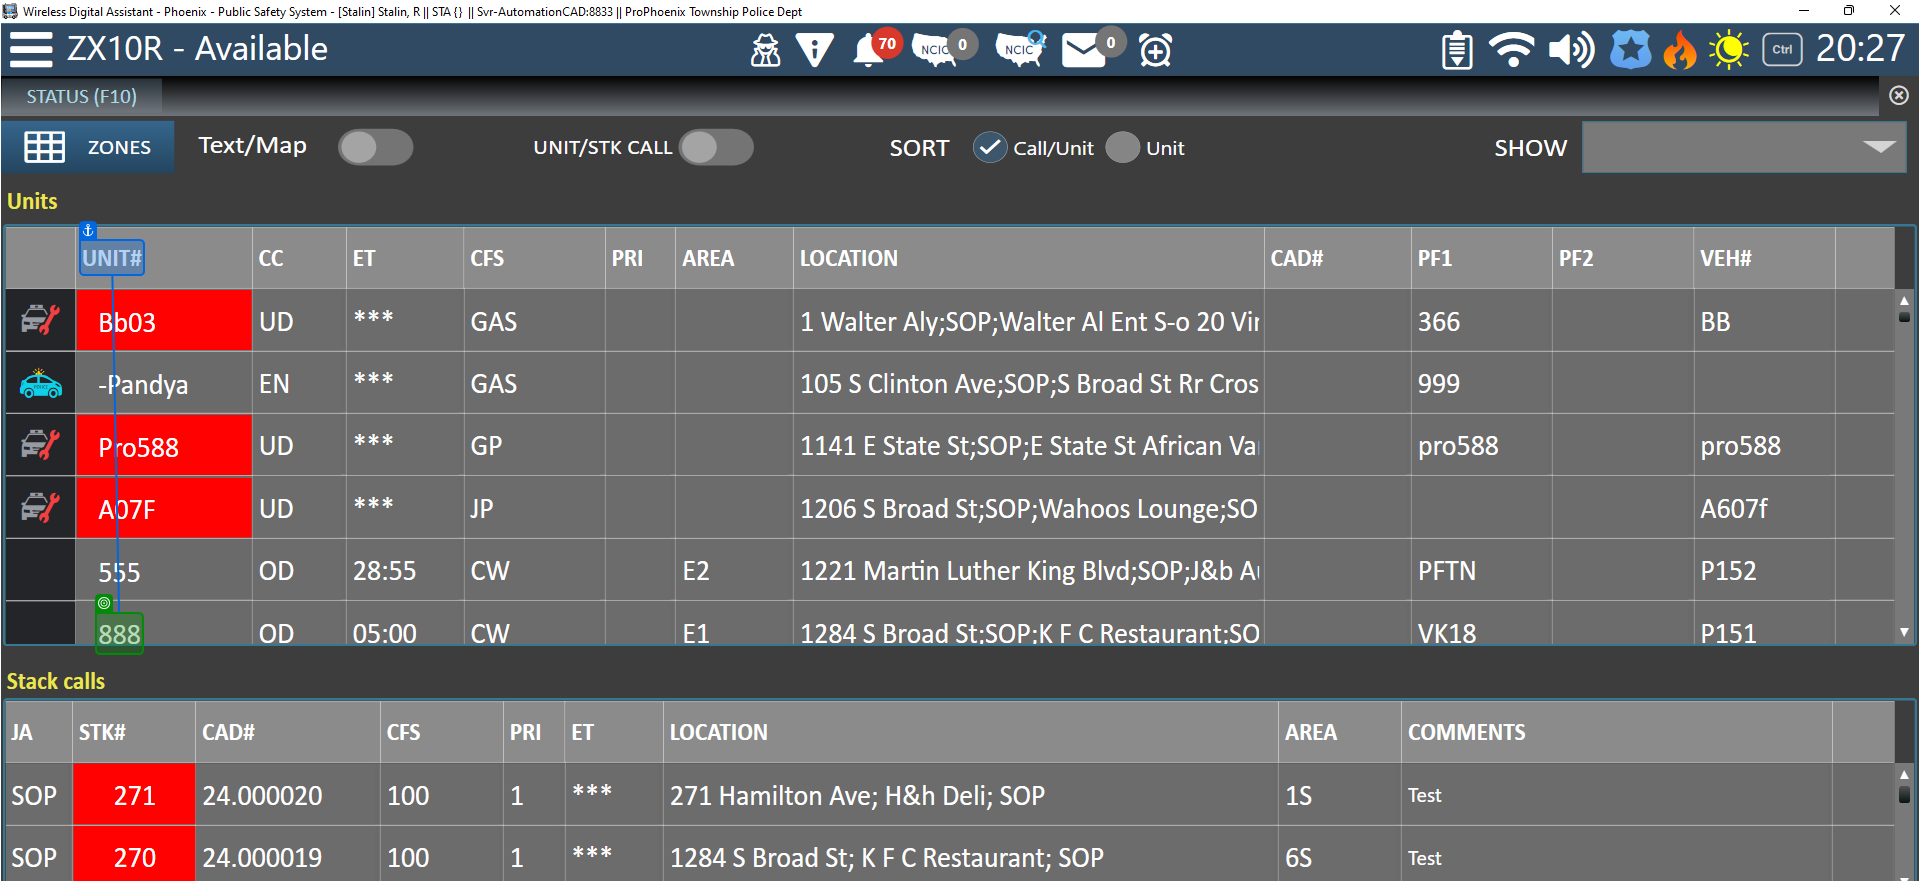 Wireless Digital Assistant - Phoenix - Public Safety System - [Stalin] Stalin, R || STA {} || Svr-AutomationCAD:8833 || ProPhoenix Township Police Dept
ZX10R - Available 70 NCIC 0 NCIC 0 Ctrl 20:27
STATUS (F10)
ZONES Text/Map UNIT/STK CALL SORT Call/Unit Unit SHOW
Units
UNIT# CC ET CFS PRI AREA LOCATION CAD# PF1 PF2 VEH#
Bb03 UD *** GAS 1 Walter Aly;SOP;Walter Al Ent S-o 20 Vir 366 BB
-Pandya EN *** GAS 105 S Clinton Ave;SOP;S Broad St Rr Cros 999
Pro588 UD *** GP 1141 E State St;SOP;E State St African Va pro588 pro588
A07F UD *** JP 1206 S Broad St;SOP;Wahoos Lounge;SO A607f
555 OD 28:55 CW E2 1221 Martin Luther King Blvd;SOP;J&b Au PFTN P152
888 OD 05:00 CW E1 1284 S Broad St;SOP;K F C Restaurant;SO VK18 P151
Stack calls
JA STK# CAD# CFS PRI ET LOCATION AREA COMMENTS
SOP 271 24.000020 100 1 *** 271 Hamilton Ave; H&h Deli; SOP 1S Test
SOP 270 24.000019 100 1 *** 1284 S Broad St; K F C Restaurant; SOP 6S Test